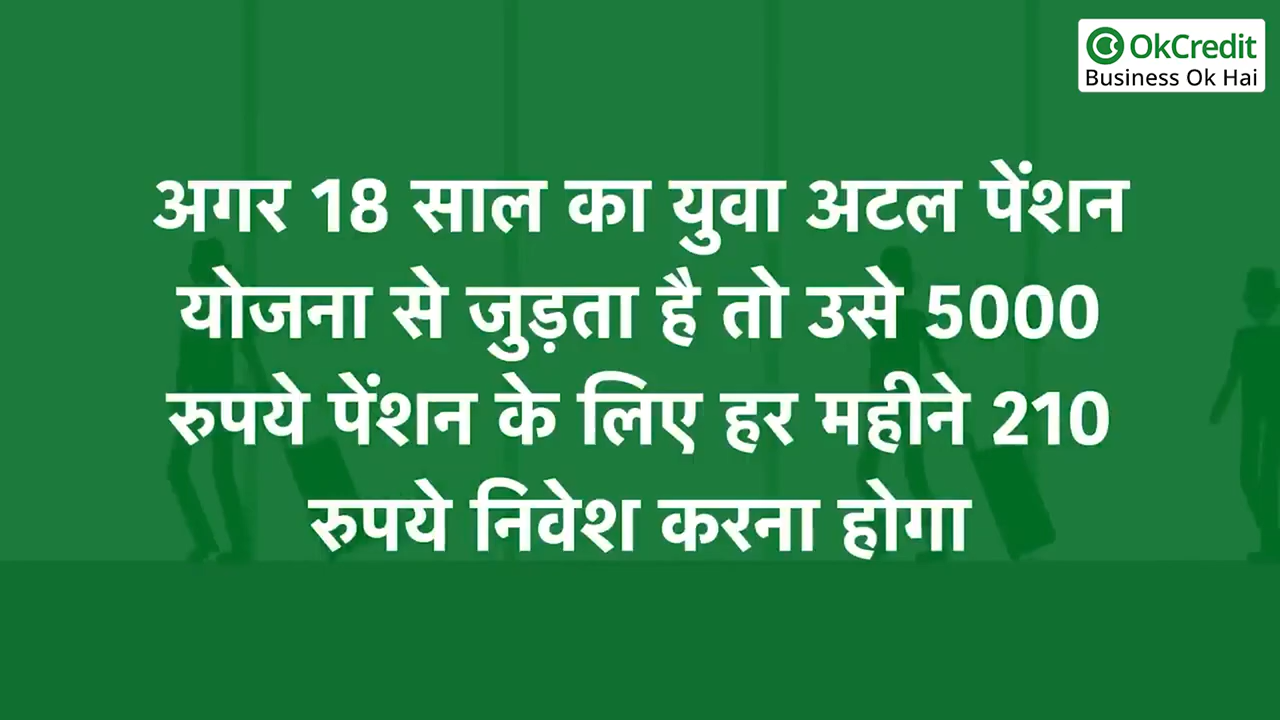 OkCredit
Business Ok Hai
अगर 18 साल का युवा अटल पेंशन
योजना से जुड़ता है तो उसे 5000
रुपये पेंशन के लिए हर महीने 210
रुपये निवेश करना होगा